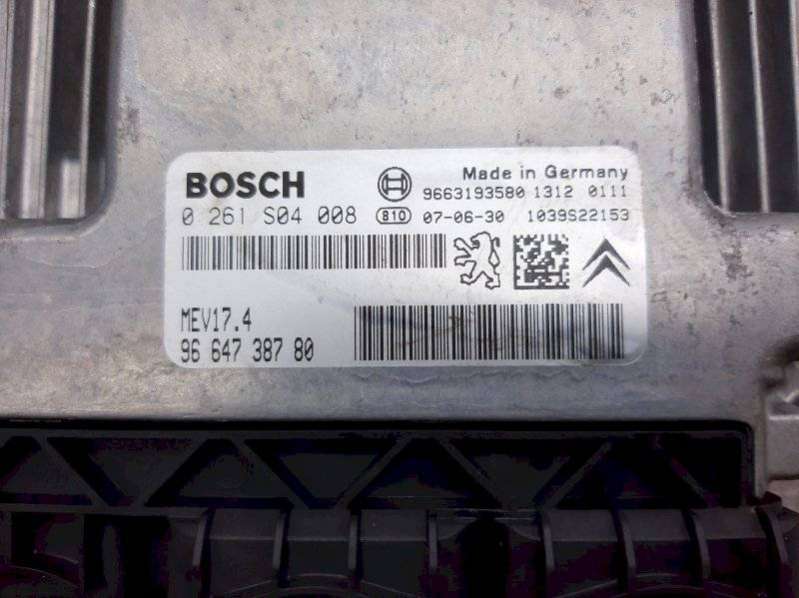 BOSCH Made in Germany
9663193580 1312 0111
0 261 S04 008 810 07-06-30 1039S22153
MEV17.4
96 647 387 80